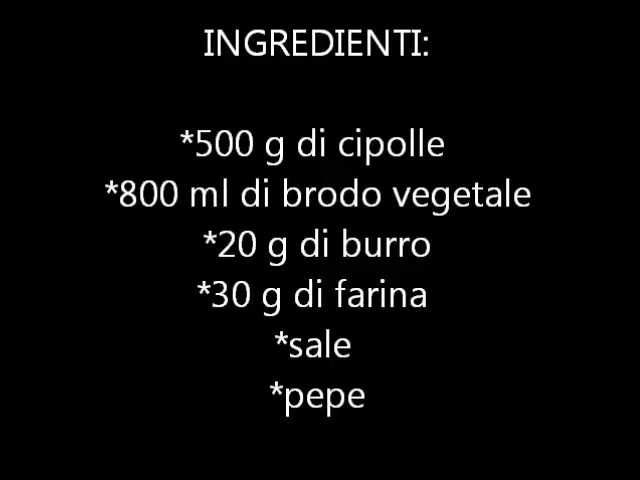 INGREDIENTI:
*500 g di cipolle
*800 ml di brodo vegetale
*20 g di burro
*30 g di farina
*sale
*pepe